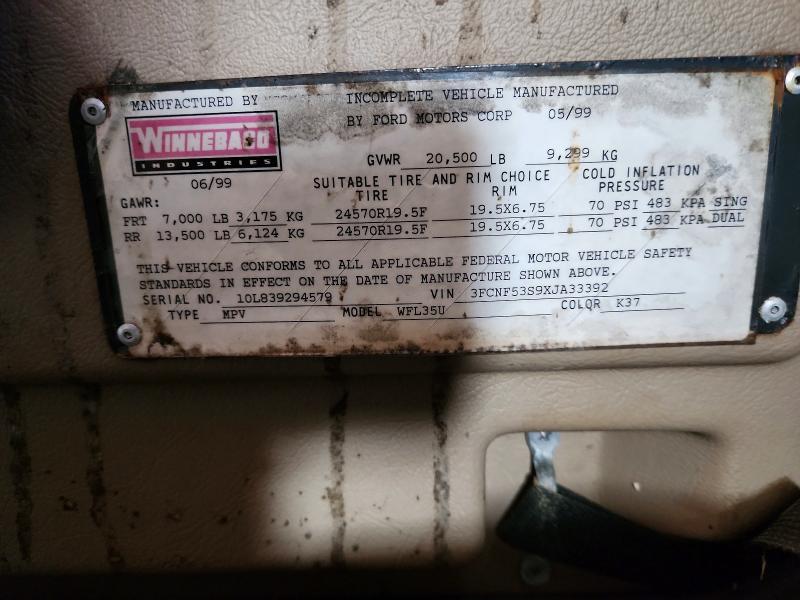 MANUFACTURED BY
WINNEBAGO
INDUSTRIES
06/99
INCOMPLETE VEHICLE MANUFACTURED
BY FORD MOTORS CORP 05/99
GVWR 20,500 LB 9,299 KG
SUITABLE TIRE AND RIM CHOICE COLD INFLATION
GAWR: TIRE RIM PRESSURE
FRT 7,000 LB 3,175 KG 24570R19.5F 19.5X6.75 70 PSI 483 KPA SING
RR 13,500 LB 6,124 KG 24570R19.5F 19.5X6.75 70 PSI 483 KPA DUAL
THIS VEHICLE CONFORMS TO ALL APPLICABLE FEDERAL MOTOR VEHICLE SAFETY
STANDARDS IN EFFECT ON THE DATE OF MANUFACTURE SHOWN ABOVE.
SERIAL NO. 10L839294579 VIN 3FCNF53S9XJA33392
TYPE MPV MODEL WFL35U COLOR K37